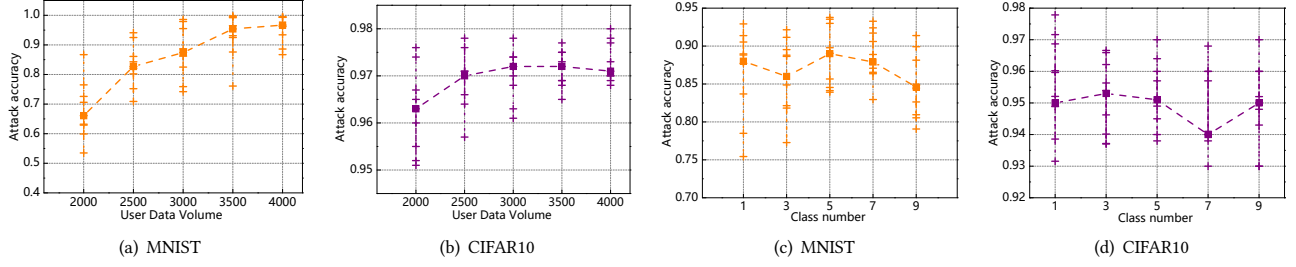 Attack accuracy
1.0
0.9
0.8
0.7
0.6
0.5
0.4
2000 2500 3000 3500 4000
User Data Volume
(a) MNIST
Attack accuracy
0.98
0.97
0.96
0.95
2000 2500 3000 3500 4000
User Data Volume
(b) CIFAR10
Attack accuracy
0.95
0.90
0.85
0.80
0.75
0.70
1 3 5 7 9
Class number
(c) MNIST
Attack accuracy
0.98
0.97
0.96
0.95
0.94
0.93
0.92
1 3 5 7 9
Class number
(d) CIFAR10